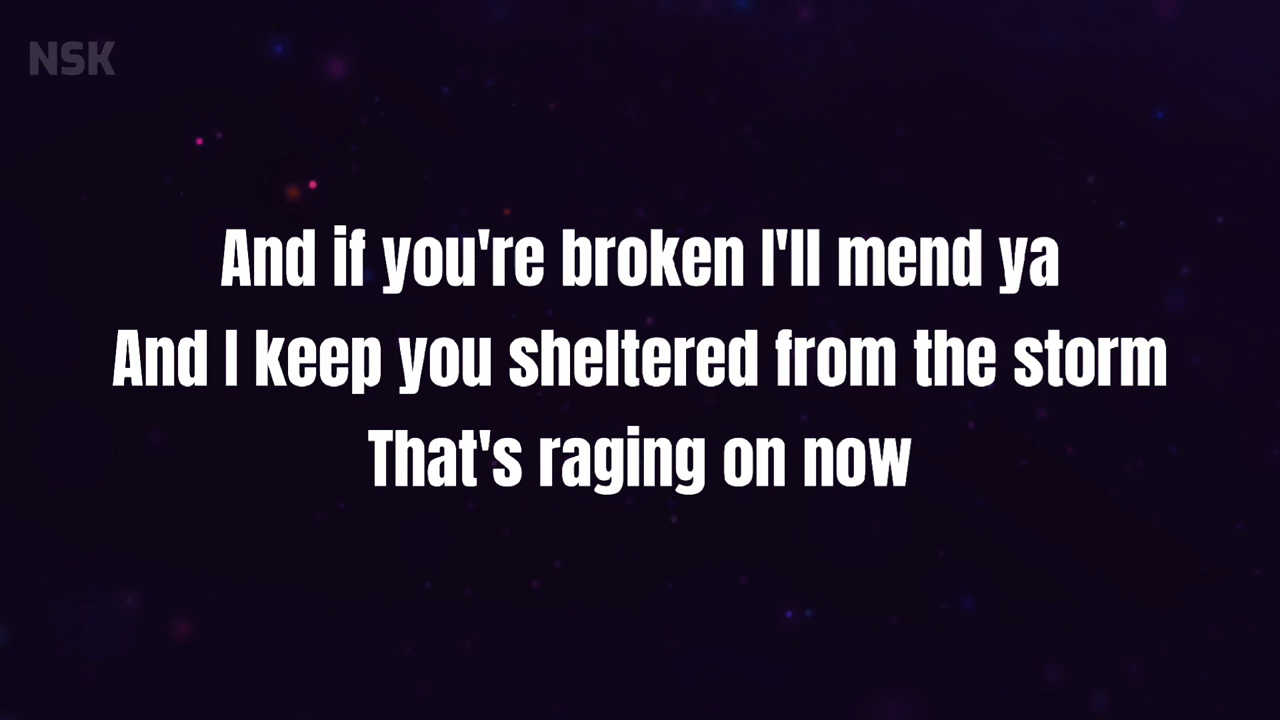 NSK
And if you're broken I'll mend ya
And I keep you sheltered from the storm
That's raging on now